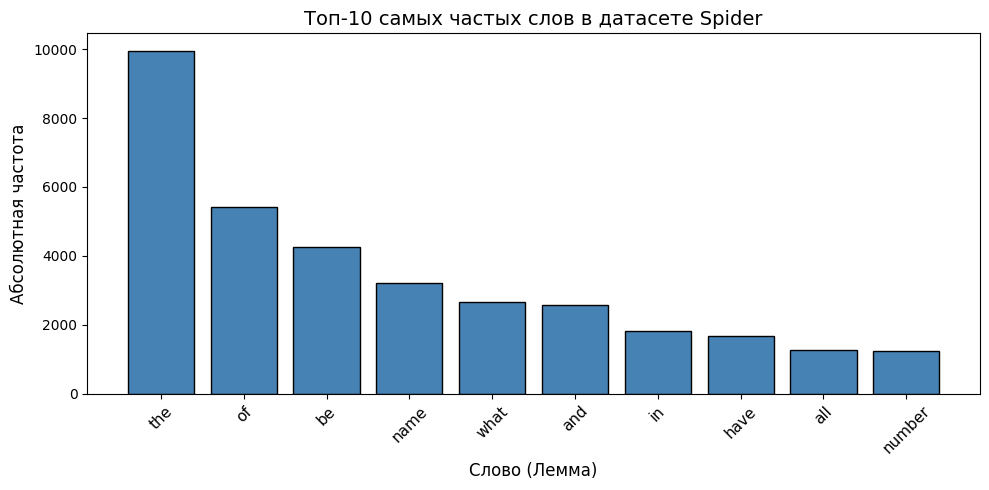 Топ-10 самых частых слов в датасете Spider
Абсолютная частота
10000
8000
6000
4000
2000
0
the
of
be
name
what
and
in
have
all
number
Слово (Лемма)